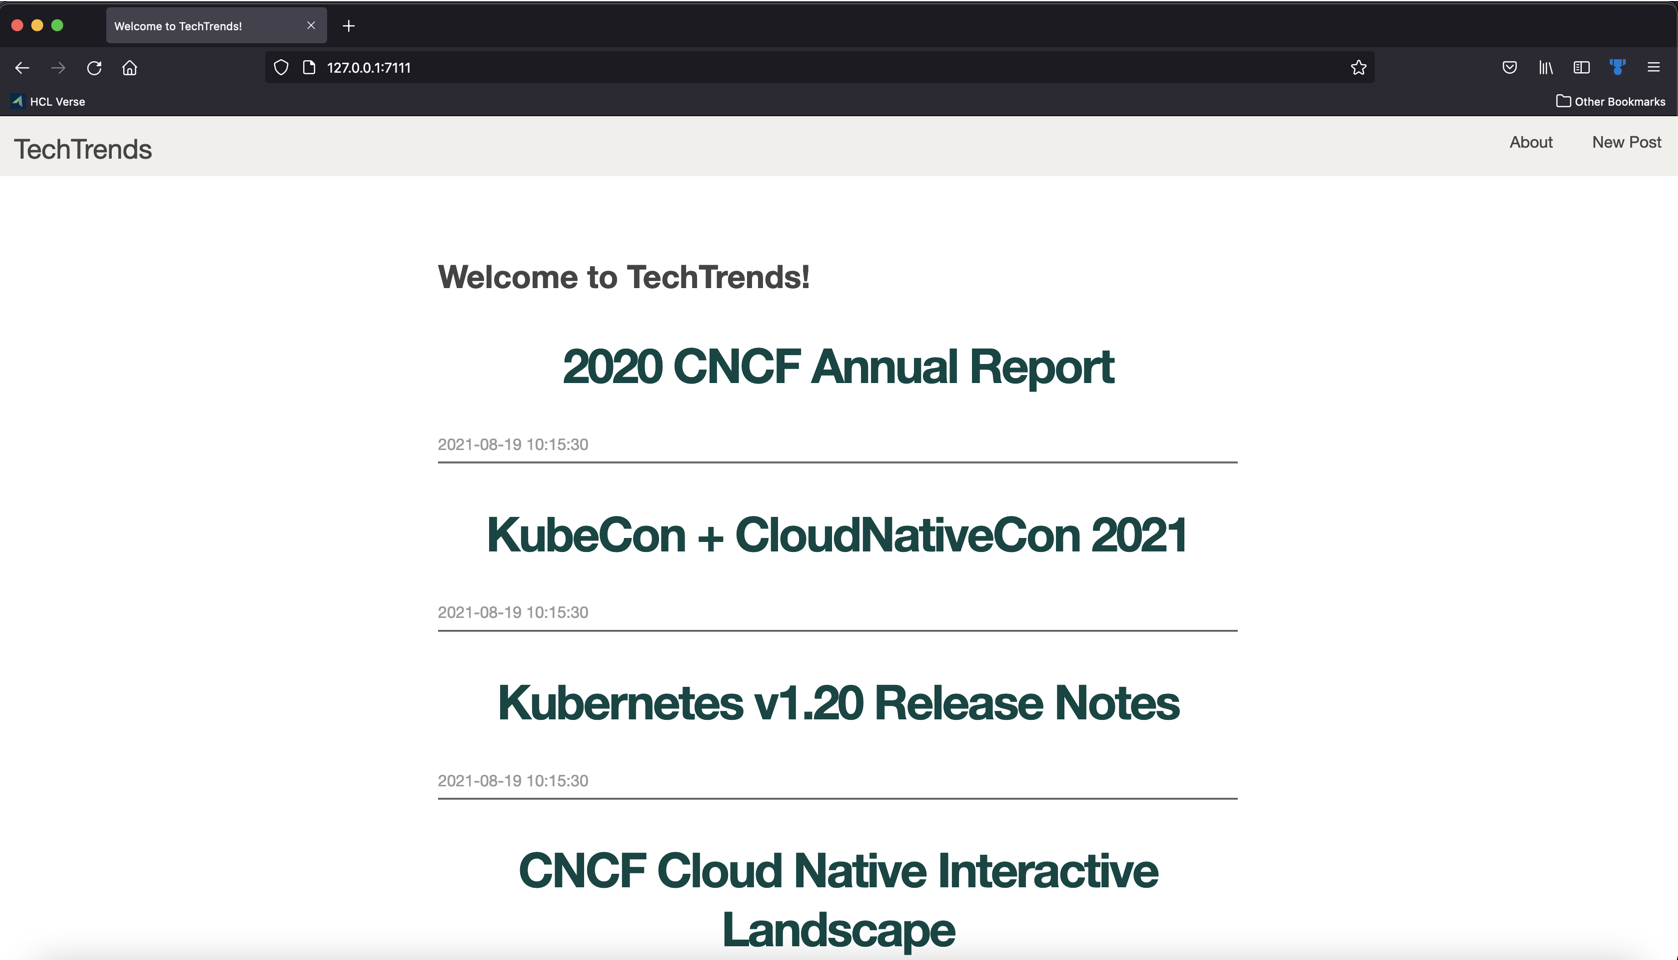 Welcome to TechTrends!
127.0.0.1:7111
HCL Verse
Other Bookmarks
TechTrends
About
New Post
Welcome to TechTrends!
2020 CNCF Annual Report
2021-08-19 10:15:30
KubeCon + CloudNativeCon 2021
2021-08-19 10:15:30
Kubernetes v1.20 Release Notes
2021-08-19 10:15:30
CNCF Cloud Native Interactive
Landscape